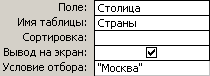 Поле: Столица
Имя таблицы: Страны
Сортировка:
Вывод на экран:
Условие отбора: "Москва"